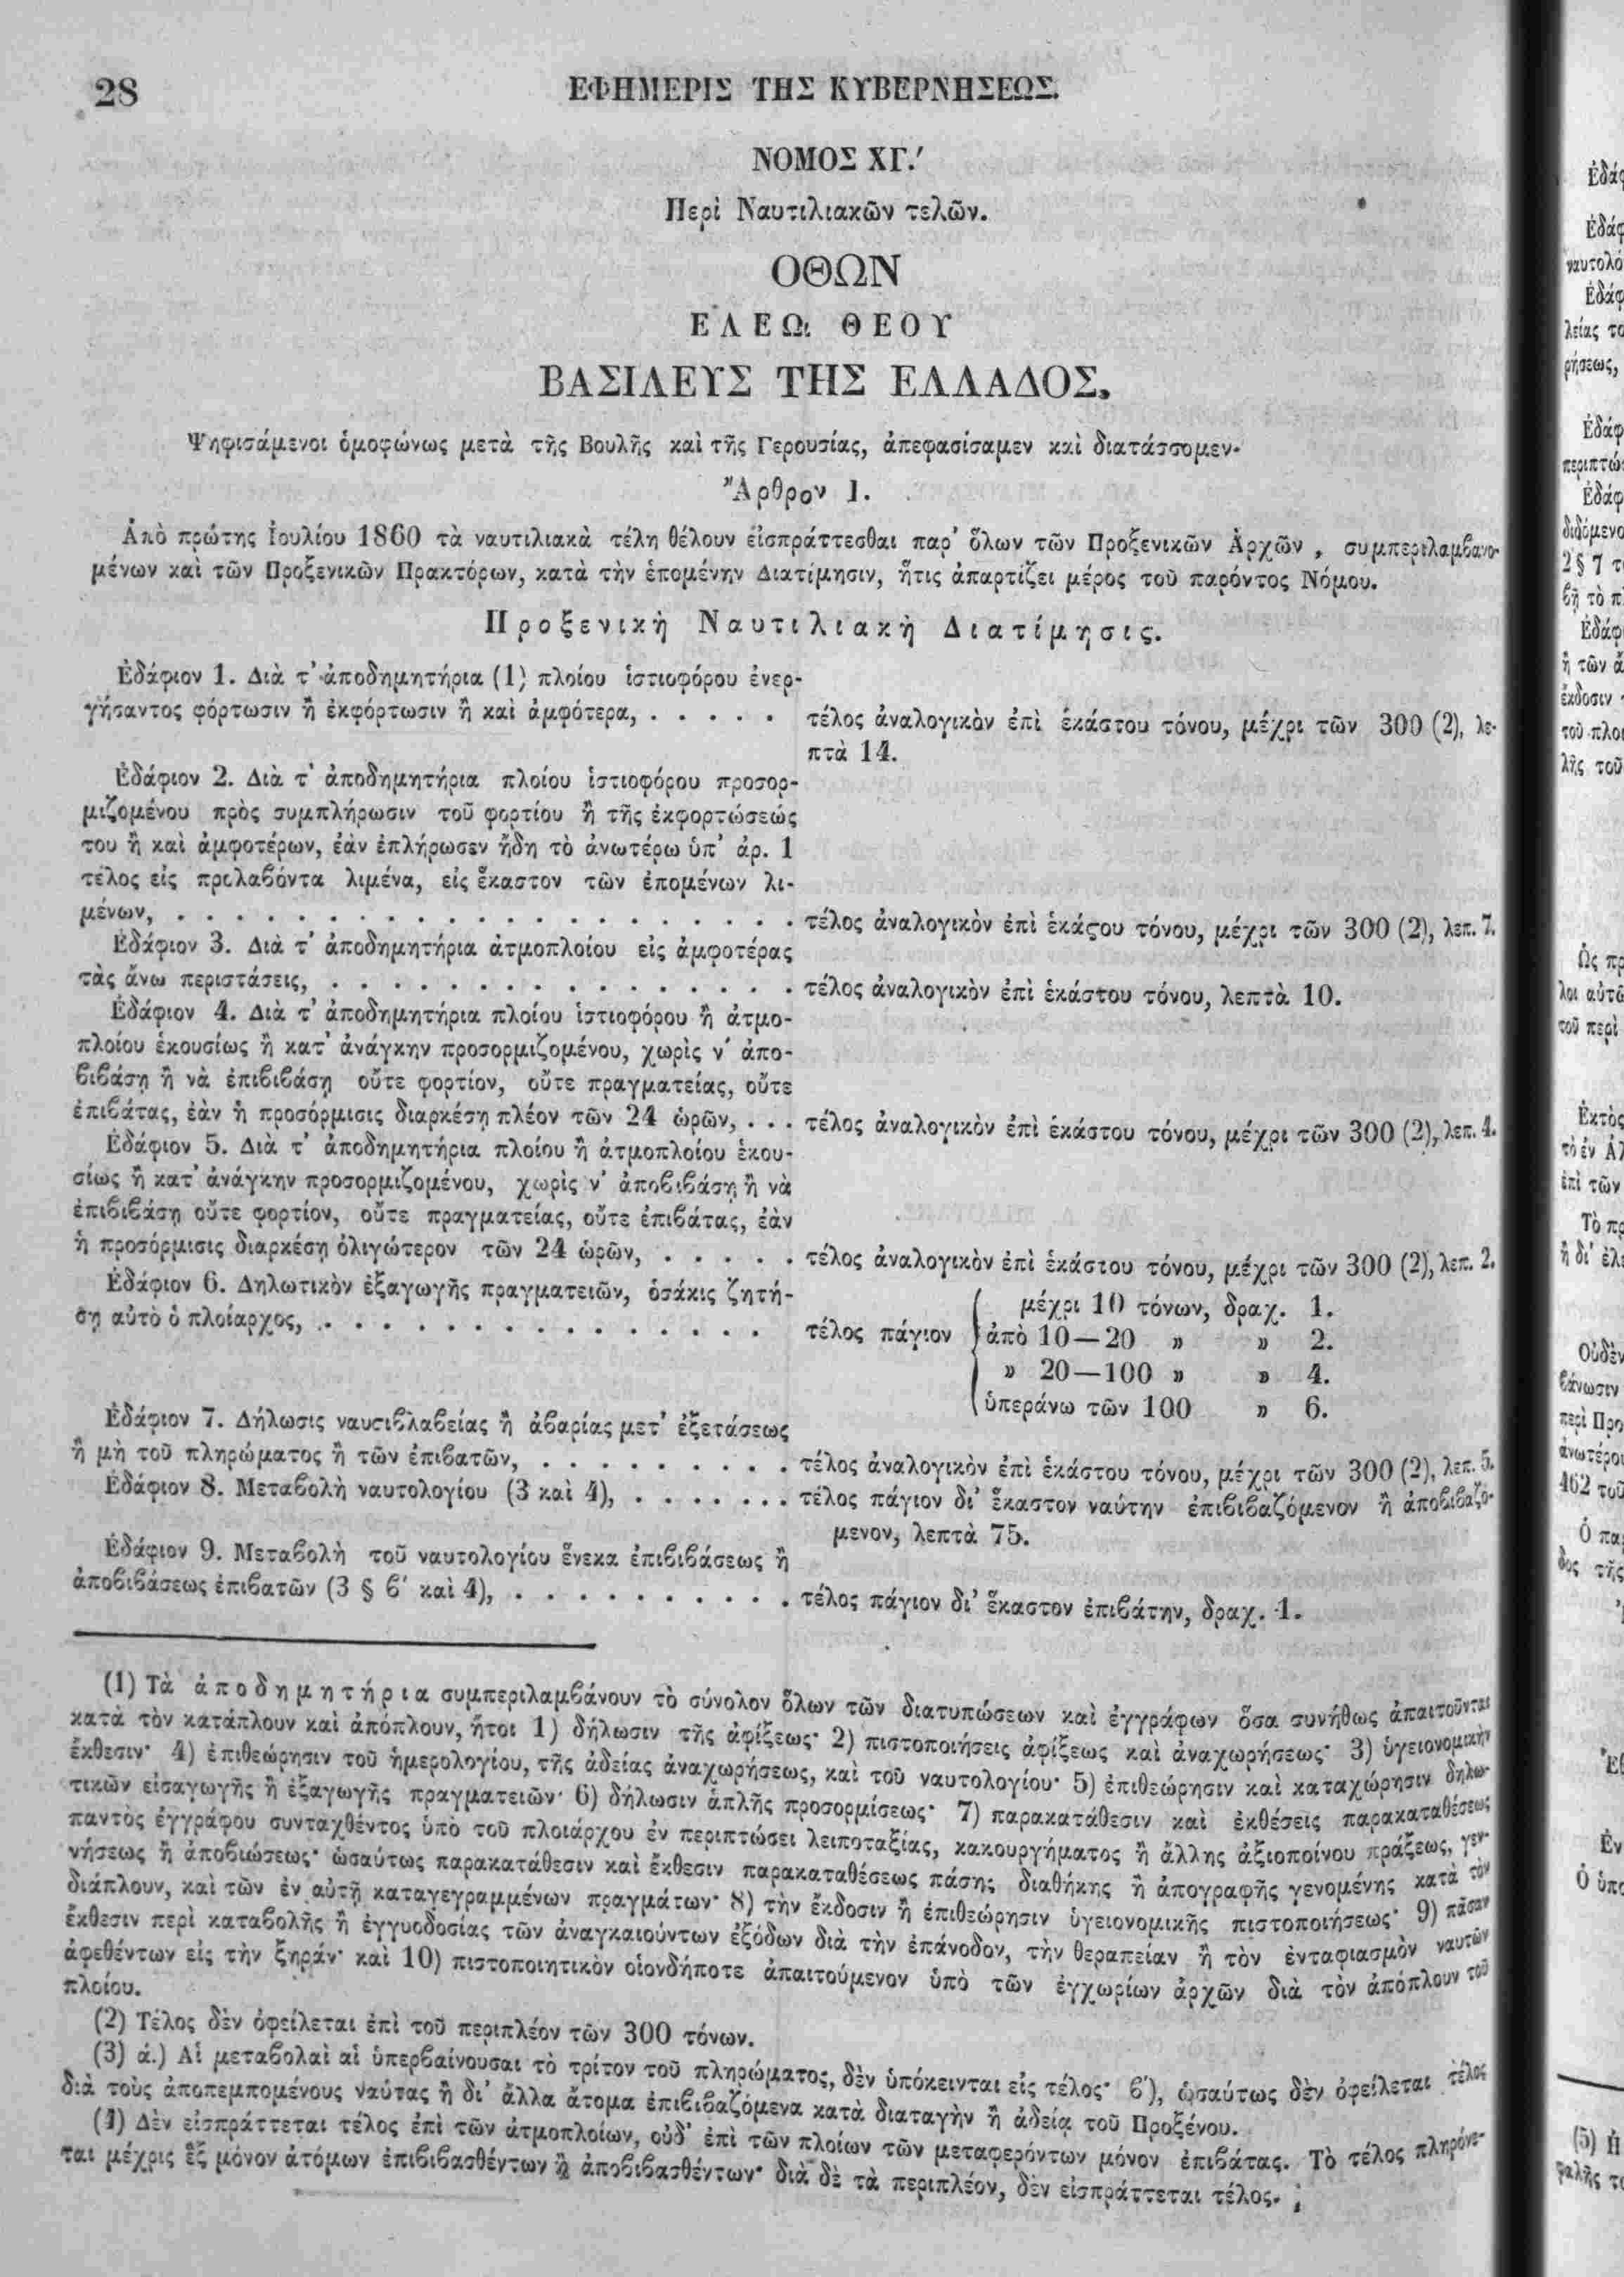 28
ΕΦΗΜΕΡΙΣ ΤΗΣ ΚΥΒΕΡΝΗΣΕΩΣ.
ΝΟΜΟΣ ΧΓ.'
Περὶ Ναυτιλιακῶν τελῶν.
ΟΘΩΝ
ΕΛΕΩι ΘΕΟΥ
ΒΑΣΙΛΕΥΣ ΤΗΣ ΕΛΛΑΔΟΣ,
Ψηφισάμενοι ὁμοφώνως μετὰ τῆς Βουλῆς καὶ τῆς Γερουσίας, ἀπεφασίσαμεν καὶ διατάσσομεν·
Ἄρθρον 1.
Ἀπὸ πρώτης Ἰουλίου 1860 τὰ ναυτιλιακὰ τέλη θέλουν εἰσπράττεσθαι παρ' ὅλων τῶν Προξενικῶν Ἀρχῶν, συμπεριλαμβανο-
μένων καὶ τῶν Προξενικῶν Πρακτόρων, κατὰ τὴν ἑπομένην Διατίμησιν, ἥτις ἀπαρτίζει μέρος τοῦ παρόντος Νόμου.
Προξενικὴ Ναυτιλιακὴ Διατίμησις.
Ἐδάφιον 1. Διὰ τ' ἀποδημητήρια (1) πλοίου ἱστιοφόρου ἐνερ-
γήσαντος φόρτωσιν ἢ ἐκφόρτωσιν ἢ καὶ ἀμφότερα, . . . . . τέλος ἀναλογικὸν ἐπὶ ἑκάστου τόνου, μέχρι τῶν 300 (2), λε-
πτὰ 14.
Ἐδάφιον 2. Διὰ τ' ἀποδημητήρια πλοίου ἱστιοφόρου προσορ-
μιζομένου πρὸς συμπλήρωσιν τοῦ φορτίου ἢ τῆς ἐκφορτώσεώς
του ἢ καὶ ἀμφοτέρων, ἐὰν ἐπλήρωσεν ἤδη τὸ ἀνωτέρω ὑπ' ἀρ. 1
τέλος εἰς προλαβόντα λιμένα, εἰς ἕκαστον τῶν ἑπομένων λι-
μένων, . . . . . . . . . . . . . . . . . . . . . τέλος ἀναλογικὸν ἐπὶ ἑκάςου τόνου, μέχρι τῶν 300 (2), λεπ. 7.
Ἐδάφιον 3. Διὰ τ' ἀποδημητήρια ἀτμοπλοίου εἰς ἀμφοτέρας
τὰς ἄνω περιστάσεις, . . . . . . . . . . . . . . . . τέλος ἀναλογικὸν ἐπὶ ἑκάστου τόνου, λεπτὰ 10.
Ἐδάφιον 4. Διὰ τ' ἀποδημητήρια πλοίου ἱστιοφόρου ἢ ἀτμο-
πλοίου ἑκουσίως ἢ κατ' ἀνάγκην προσορμιζομένου, χωρὶς ν' ἀπο-
βιβάσῃ ἢ νὰ ἐπιβιβάσῃ οὔτε φορτίον, οὔτε πραγματείας, οὔτε
ἐπιβάτας, ἐὰν ἡ προσόρμισις διαρκέσῃ πλέον τῶν 24 ὡρῶν, . . . τέλος ἀναλογικὸν ἐπὶ ἑκάστου τόνου, μέχρι τῶν 300 (2), λεπ. 4.
Ἐδάφιον 5. Διὰ τ' ἀποδημητήρια πλοίου ἢ ἀτμοπλοίου ἑκου-
σίως ἢ κατ' ἀνάγκην προσορμιζομένου, χωρὶς ν' ἀποβιβάσῃ ἢ νὰ
ἐπιβιβάσῃ οὔτε φορτίον, οὔτε πραγματείας, οὔτε ἐπιβάτας, ἐὰν
ἡ προσόρμισις διαρκέσῃ ὀλιγώτερον τῶν 24 ὡρῶν, . . . . . τέλος ἀναλογικὸν ἐπὶ ἑκάστου τόνου, μέχρι τῶν 300 (2), λεπ. 2.
Ἐδάφιον 6. Δηλωτικὸν ἐξαγωγῆς πραγματειῶν, ὁσάκις ζητή-
σῃ αὐτὸ ὁ πλοίαρχος, . . . . . . . . . . . . . . . τέλος πάγιον
μέχρι 10 τόνων, δραχ. 1.
ἀπὸ 10—20 » » 2.
» 20—100 » » 4.
ὑπεράνω τῶν 100 » 6.
Ἐδάφιον 7. Δήλωσις ναυσιβλαβείας ἢ ἀβαρίας μετ' ἐξετάσεως
ἢ μὴ τοῦ πληρώματος ἢ τῶν ἐπιβατῶν, . . . . . . . . . τέλος ἀναλογικὸν ἐπὶ ἑκάστου τόνου, μέχρι τῶν 300 (2), λεπ. 5.
Ἐδάφιον 8. Μεταβολὴ ναυτολογίου (3 καὶ 4), . . . . . . . τέλος πάγιον δι' ἕκαστον ναύτην ἐπιβιβαζόμενον ἢ ἀποβιβαζό-
μενον, λεπτὰ 75.
Ἐδάφιον 9. Μεταβολὴ τοῦ ναυτολογίου ἕνεκα ἐπιβιβάσεως ἢ
ἀποβιβάσεως ἐπιβατῶν (3 § β' καὶ 4), . . . . . . . . . . τέλος πάγιον δι' ἕκαστον ἐπιβάτην, δραχ. 1.
(1) Τὰ ἀποδημητήρια συμπεριλαμβάνουν τὸ σύνολον ὅλων τῶν διατυπώσεων καὶ ἐγγράφων ὅσα συνήθως ἀπαιτοῦνται
κατὰ τὸν κατάπλουν καὶ ἀπόπλουν, ἤτοι 1) δήλωσιν τῆς ἀφίξεως· 2) πιστοποιήσεις ἀφίξεως καὶ ἀναχωρήσεως· 3) ὑγειονομικὴν
ἔκθεσιν· 4) ἐπιθεώρησιν τοῦ ἡμερολογίου, τῆς ἀδείας ἀναχωρήσεως, καὶ τοῦ ναυτολογίου· 5) ἐπιθεώρησιν καὶ καταχώρησιν δηλω-
τικῶν εἰσαγωγῆς ἢ ἐξαγωγῆς πραγματειῶν· 6) δήλωσιν ἁπλῆς προσορμίσεως· 7) παρακατάθεσιν καὶ ἐκθέσεις παρακαταθέσεως
παντὸς ἐγγράφου συνταχθέντος ὑπὸ τοῦ πλοιάρχου ἐν περιπτώσει λειποταξίας, κακουργήματος ἢ ἄλλης ἀξιοποίνου πράξεως, γεν-
νήσεως ἢ ἀποβιώσεως· ὡσαύτως παρακατάθεσιν καὶ ἔκθεσιν παρακαταθέσεως πάσης διαθήκης ἢ ἀπογραφῆς γενομένης κατὰ τὸν
διάπλουν, καὶ τῶν ἐν αὐτῇ καταγεγραμμένων πραγμάτων· 8) τὴν ἔκδοσιν ἢ ἐπιθεώρησιν ὑγειονομικῆς πιστοποιήσεως· 9) πᾶσαν
ἔκθεσιν περὶ καταβολῆς ἢ ἐγγυοδοσίας τῶν ἀναγκαιούντων ἐξόδων διὰ τὴν ἐπάνοδον, τὴν θεραπείαν ἢ τὸν ἐνταφιασμὸν ναυτῶν
ἀφεθέντων εἰς τὴν ξηράν· καὶ 10) πιστοποιητικὸν οἱονδήποτε ἀπαιτούμενον ὑπὸ τῶν ἐγχωρίων ἀρχῶν διὰ τὸν ἀπόπλουν τοῦ
πλοίου.
(2) Τέλος δὲν ὀφείλεται ἐπὶ τοῦ περιπλέον τῶν 300 τόνων.
(3) ά.) Αἱ μεταβολαὶ αἱ ὑπερβαίνουσαι τὸ τρίτον τοῦ πληρώματος, δὲν ὑπόκεινται εἰς τέλος· β'), ὡσαύτως δὲν ὀφείλεται τέλος
διὰ τοὺς ἀποπεμπομένους ναύτας ἢ δι' ἄλλα ἄτομα ἐπιβιβαζόμενα κατὰ διαταγὴν ἢ ἀδείᾳ τοῦ Προξένου.
(4) Δὲν εἰσπράττεται τέλος ἐπὶ τῶν ἀτμοπλοίων, οὐδ' ἐπὶ τῶν πλοίων τῶν μεταφερόντων μόνον ἐπιβάτας. Τὸ τέλος πληρόνε-
ται μέχρις ἓξ μόνον ἀτόμων ἐπιβιβασθέντων ἢ ἀποβιβασθέντων· διὰ δὲ τὰ περιπλέον, δὲν εἰσπράττεται τέλος.